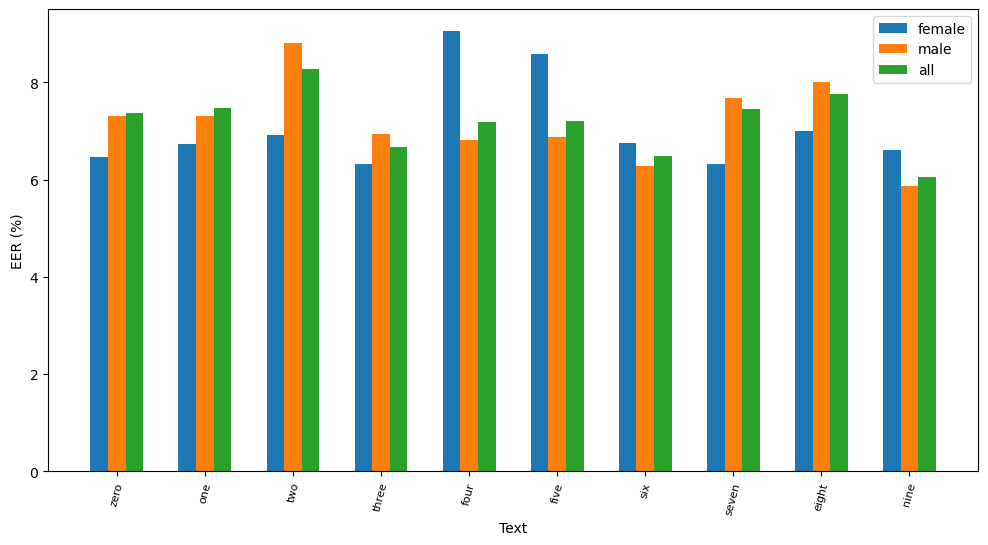 female
male
all
8
6
4
2
0
EER (%)
zero
one
two
three
four
five
six
seven
eight
nine
Text